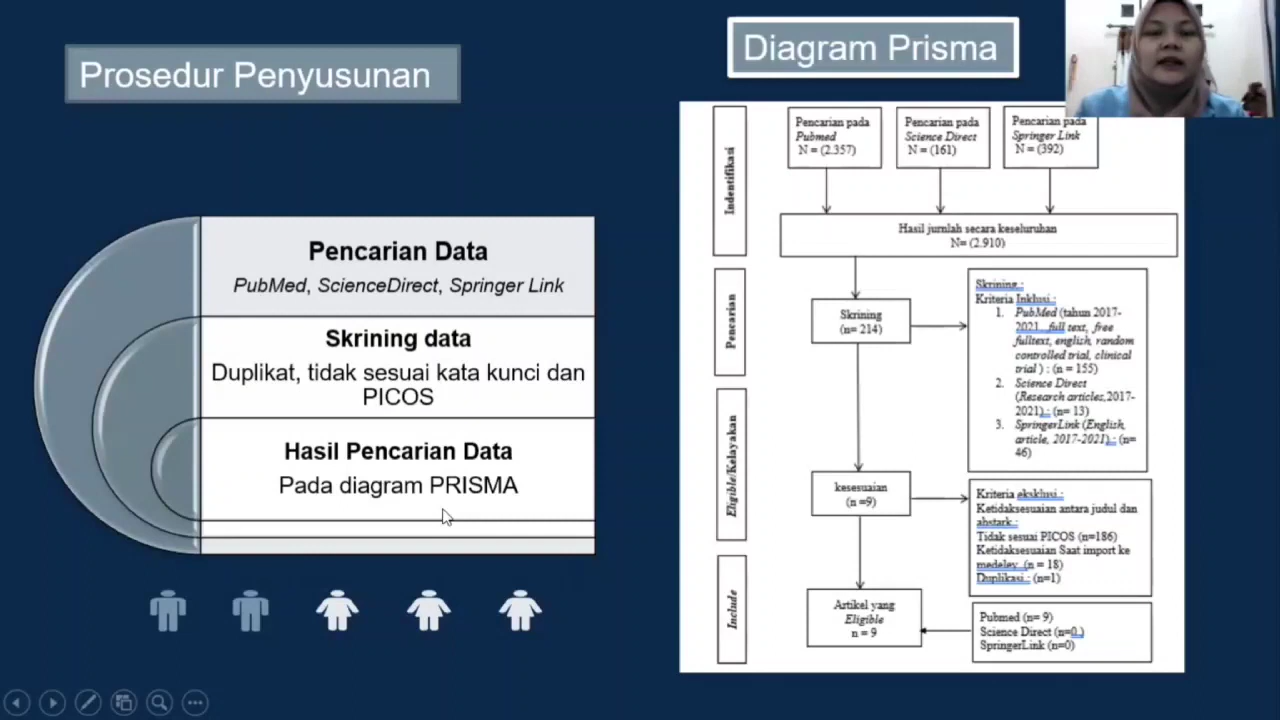 Prosedur Penyusunan
Pencarian Data
PubMed, ScienceDirect, Springer Link
Skrining data
Duplikat, tidak sesuai kata kunci dan
PICOS
Hasil Pencarian Data
Pada diagram PRISMA
Diagram Prisma
Indentifikasi
Pencarian pada
Pubmed
N = (2.357)
Pencarian pada
Science Direct
N = (161)
Pencarian pada
Springer Link
N = (392)
Hasil jumlah secara keseluruhan
N= (2.910)
Pencarian
Skrining
(n= 214)
Skrining :
Kriteria Inklusi :
1. PubMed (tahun 2017-
2021 full text, free
fulltext, english, random
controlled trial, clinical
trial ) : (n = 155)
2. Science Direct
(Research articles,2017-
2021) : (n= 13)
3. SpringerLink (English,
article, 2017-2021) : (n=
46)
Eligible/Kelayakan
kesesuaian
(n =9)
Kriteria eksklusi :
Ketidaksesuaian antara judul dan
abstark :
Tidak sesuai PICOS (n=186)
Ketidaksesuaian Saat import ke
medeley (n = 18)
Duplikasi : (n=1)
Include
Artikel yang
Eligible
n = 9
Pubmed (n= 9)
Science Direct (n=0 )
SpringerLink (n=0)